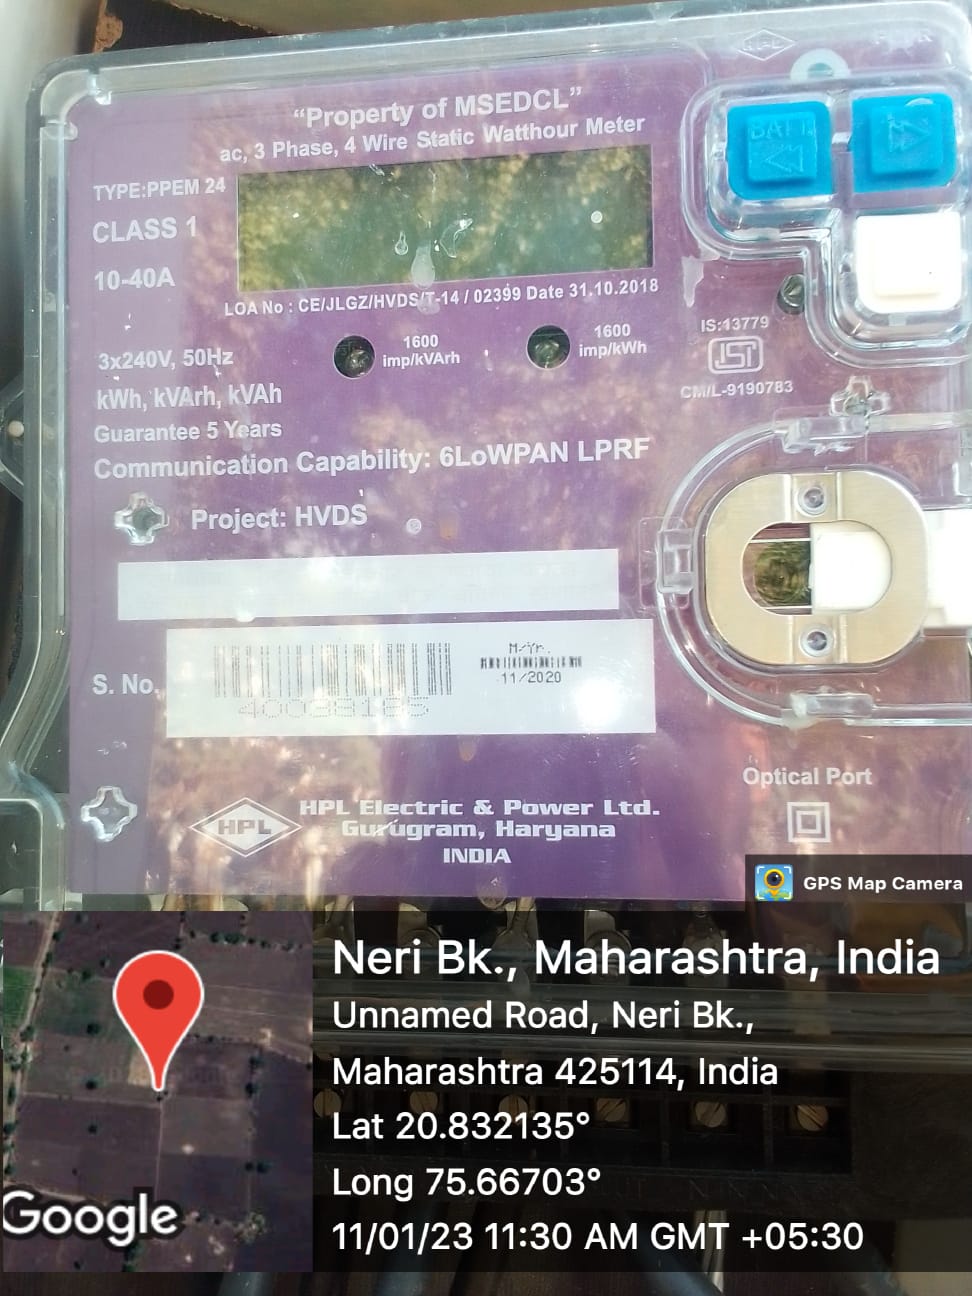 "Property of MSEDCL"
ac, 3 Phase, 4 Wire Static Watthour Meter
TYPE:PPEM 24
CLASS 1
10-40A
BATT.
LOA No : CE/JLGZ/HVDS/T-14 / 02399 Date 31.10.2018
3x240V, 50Hz
1600
imp/kVArh
1600
imp/kWh
IS:13779
ISI
CM/L-9190783
kWh, kVArh, kVAh
Guarantee 5 Years
Communication Capability: 6LoWPAN LPRF
Project: HVDS
S. No.
M/Yr.
11/2020
Optical Port
HPL
HPL Electric & Power Ltd.
Gurugram, Haryana
INDIA
GPS Map Camera
Neri Bk., Maharashtra, India
Unnamed Road, Neri Bk.,
Maharashtra 425114, India
Lat 20.832135°
Long 75.66703°
11/01/23 11:30 AM GMT +05:30
Google